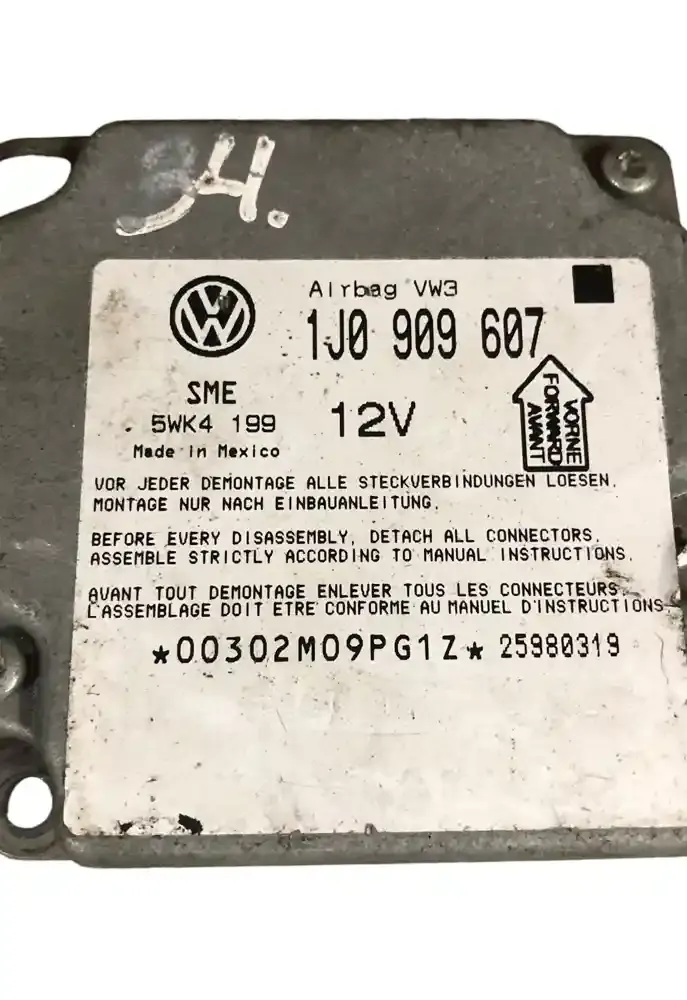 H.
Airbag VW3
1J0 909 607
SME
5WK4 199
12V
VORNE
FORWARD
AVANT
Made in Mexico
VOR JEDER DEMONTAGE ALLE STECKVERBINDUNGEN LOESEN.
MONTAGE NUR NACH EINBAUANLEITUNG.
BEFORE EVERY DISASSEMBLY, DETACH ALL CONNECTORS.
ASSEMBLE STRICTLY ACCORDING TO MANUAL INSTRUCTIONS.
AVANT TOUT DEMONTAGE ENLEVER TOUS LES CONNECTEURS.
L'ASSEMBLAGE DOIT ETRE CONFORME AU MANUEL D'INSTRUCTIONS
*00302M09PG1Z* 25980319